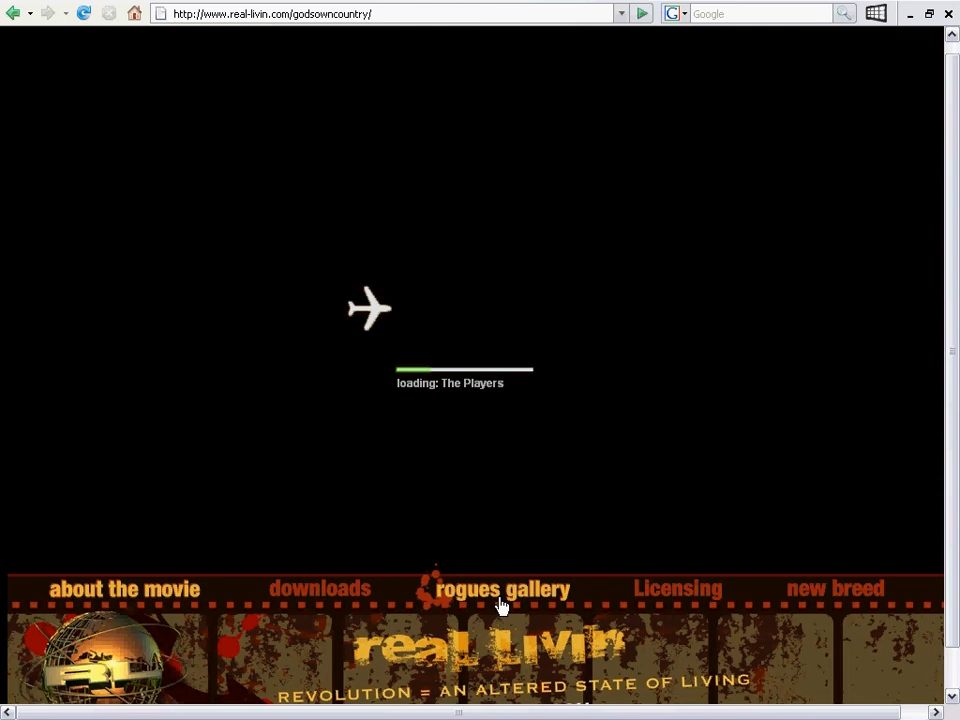 http://www.real-livin.com/godsowncountry/
Google
loading: The Players
about the movie downloads rogues gallery Licensing new breed
RL
real Livin
REVOLUTION = AN ALTERED STATE OF LIVING